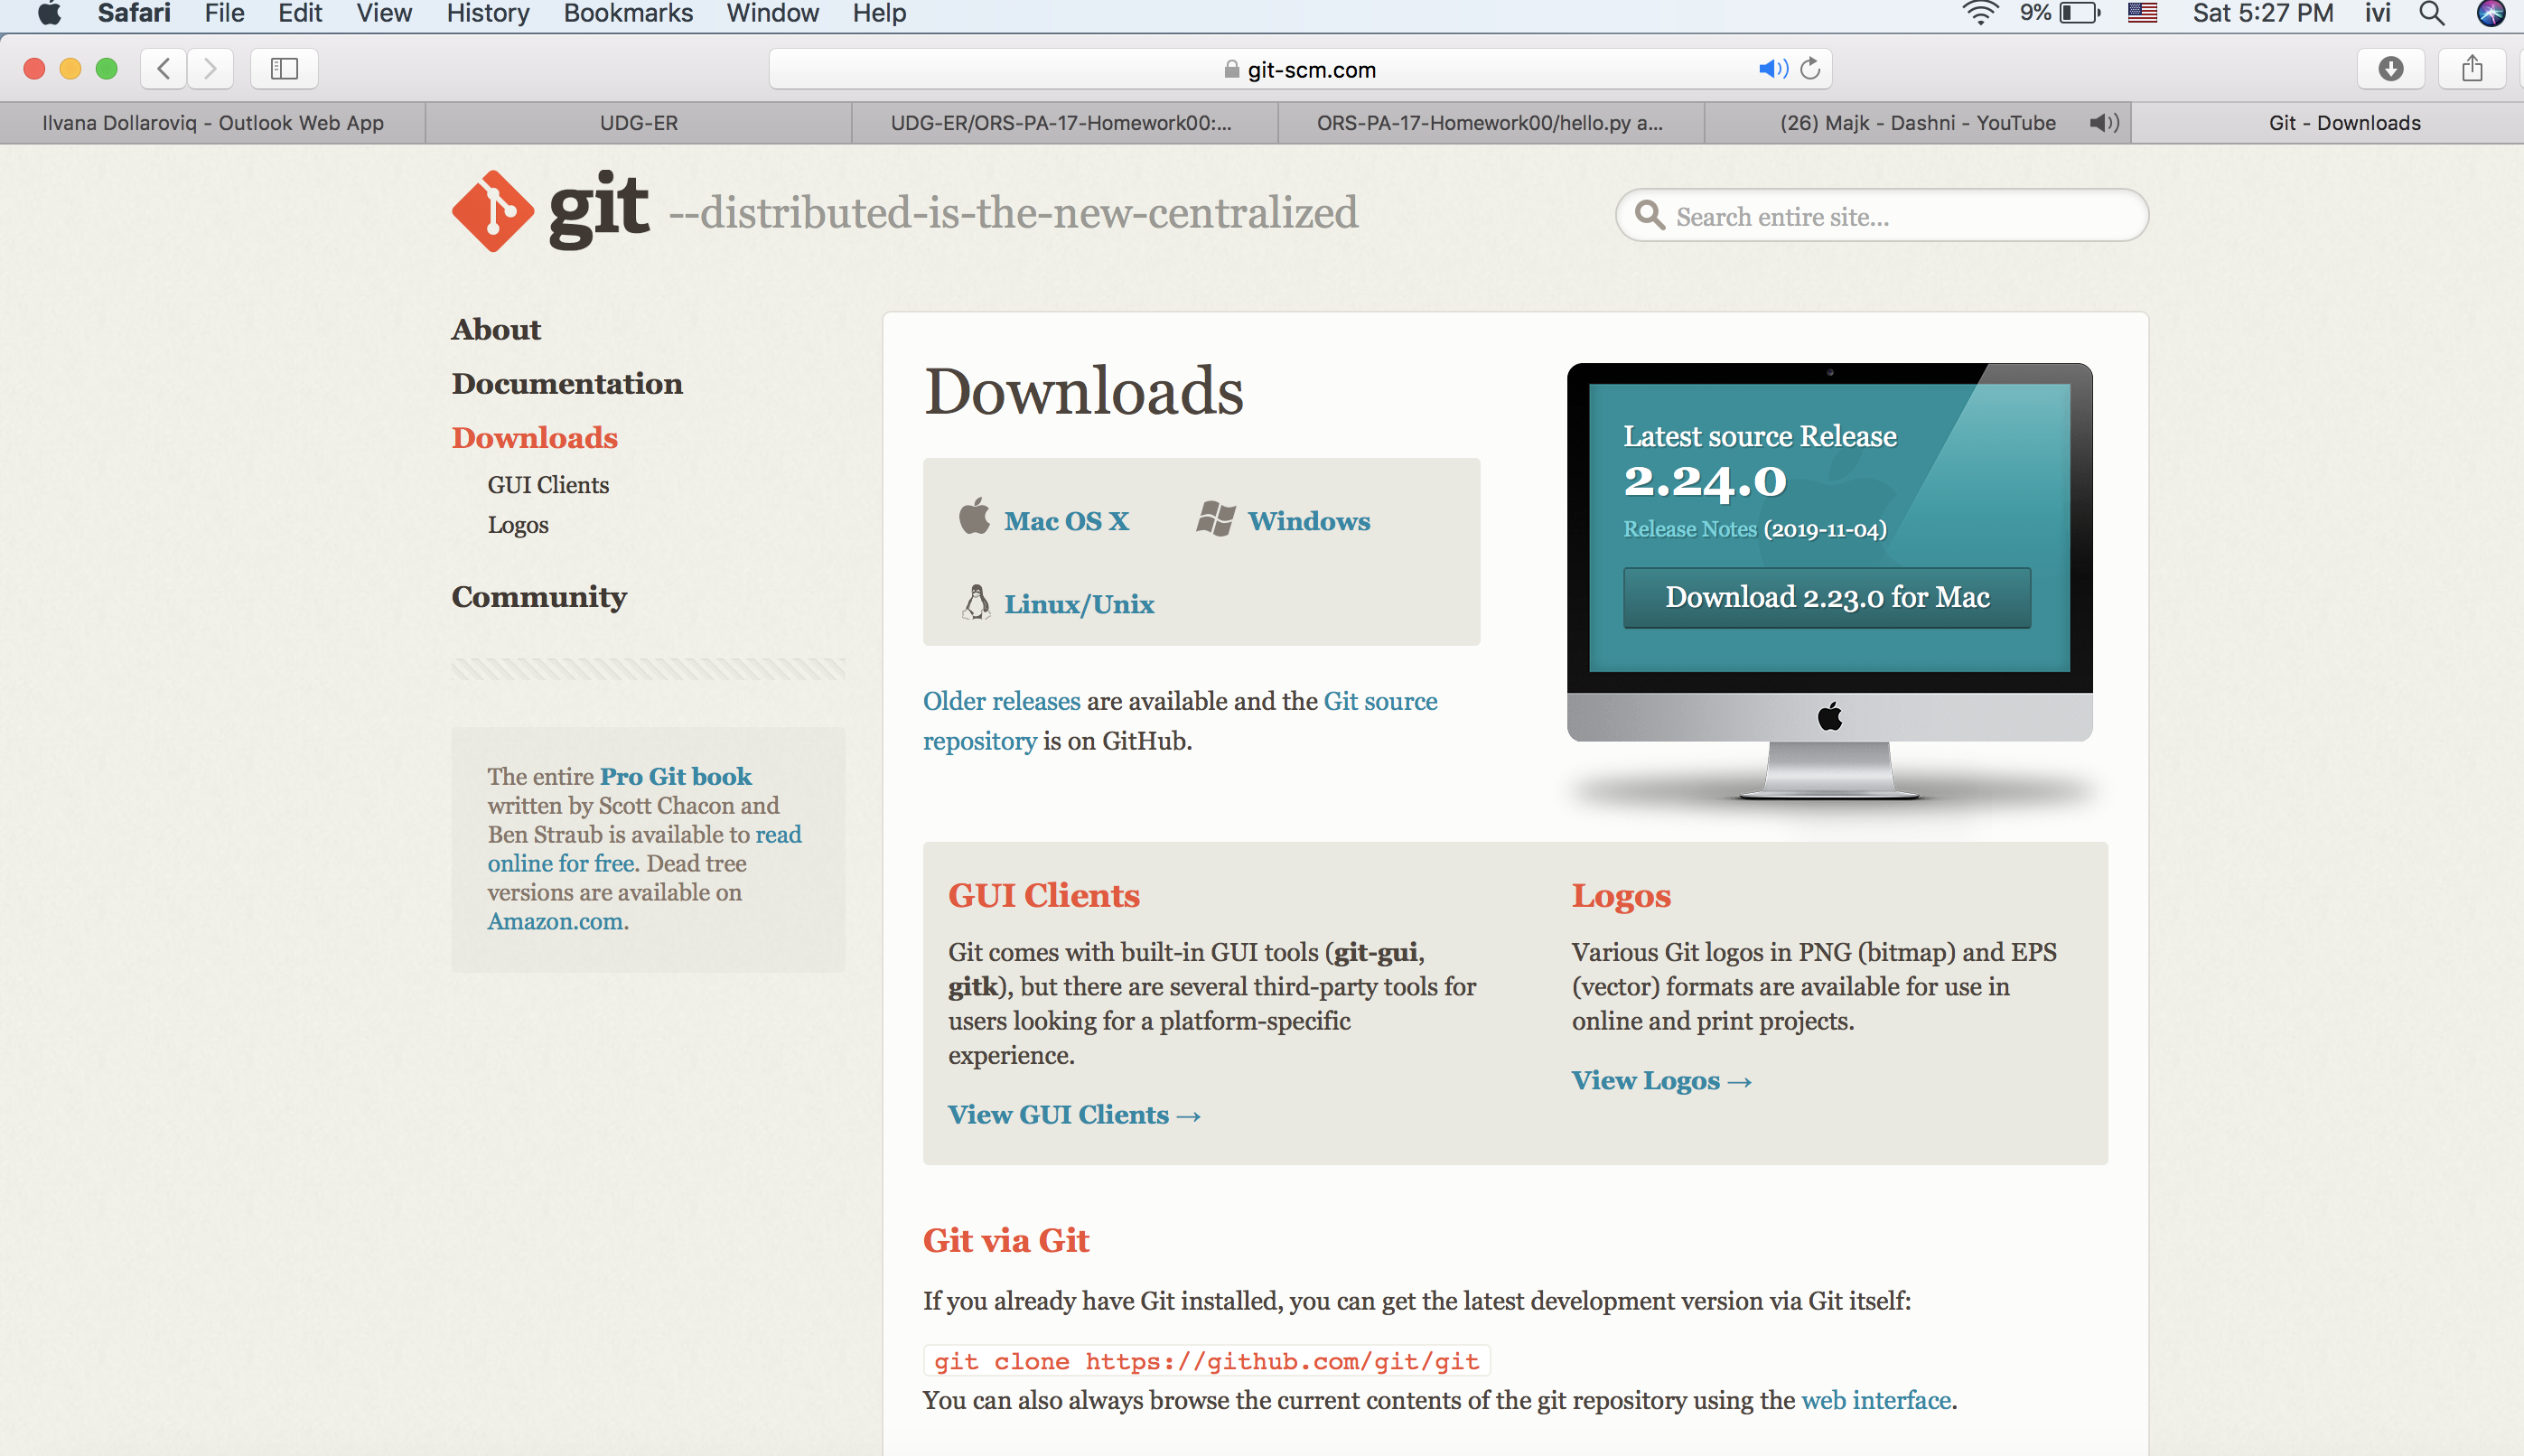 Safari File Edit View History Bookmarks Window Help 9% Sat 5:27 PM ivi
git-scm.com
Ilvana Dollaroviq - Outlook Web App UDG-ER UDG-ER/ORS-PA-17-Homework00:... ORS-PA-17-Homework00/hello.py a... (26) Majk - Dashni - YouTube Git - Downloads
git --distributed-is-the-new-centralized
Search entire site...
About
Documentation
Downloads
GUI Clients
Logos
Community
The entire Pro Git book
written by Scott Chacon and
Ben Straub is available to read
online for free. Dead tree
versions are available on
Amazon.com.
Downloads
Mac OS X Windows
Linux/Unix
Older releases are available and the Git source
repository is on GitHub.
Latest source Release
2.24.0
Release Notes (2019-11-04)
Download 2.23.0 for Mac
GUI Clients
Git comes with built-in GUI tools (git-gui,
gitk), but there are several third-party tools for
users looking for a platform-specific
experience.
View GUI Clients →
Logos
Various Git logos in PNG (bitmap) and EPS
(vector) formats are available for use in
online and print projects.
View Logos →
Git via Git
If you already have Git installed, you can get the latest development version via Git itself:
git clone https://github.com/git/git
You can also always browse the current contents of the git repository using the web interface.